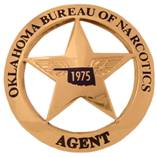 OKLAHOMA BUREAU OF NARCOTICS
1975
AGENT